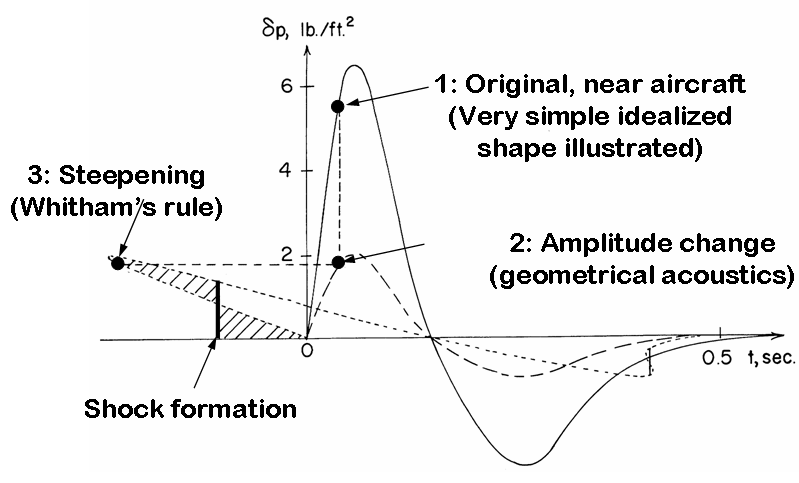 δp, lb./ft.²
6
1: Original, near aircraft
(Very simple idealized
shape illustrated)
4
3: Steepening
(Whitham's rule)
2
2: Amplitude change
(geometrical acoustics)
0
0.5 t, sec.
Shock formation